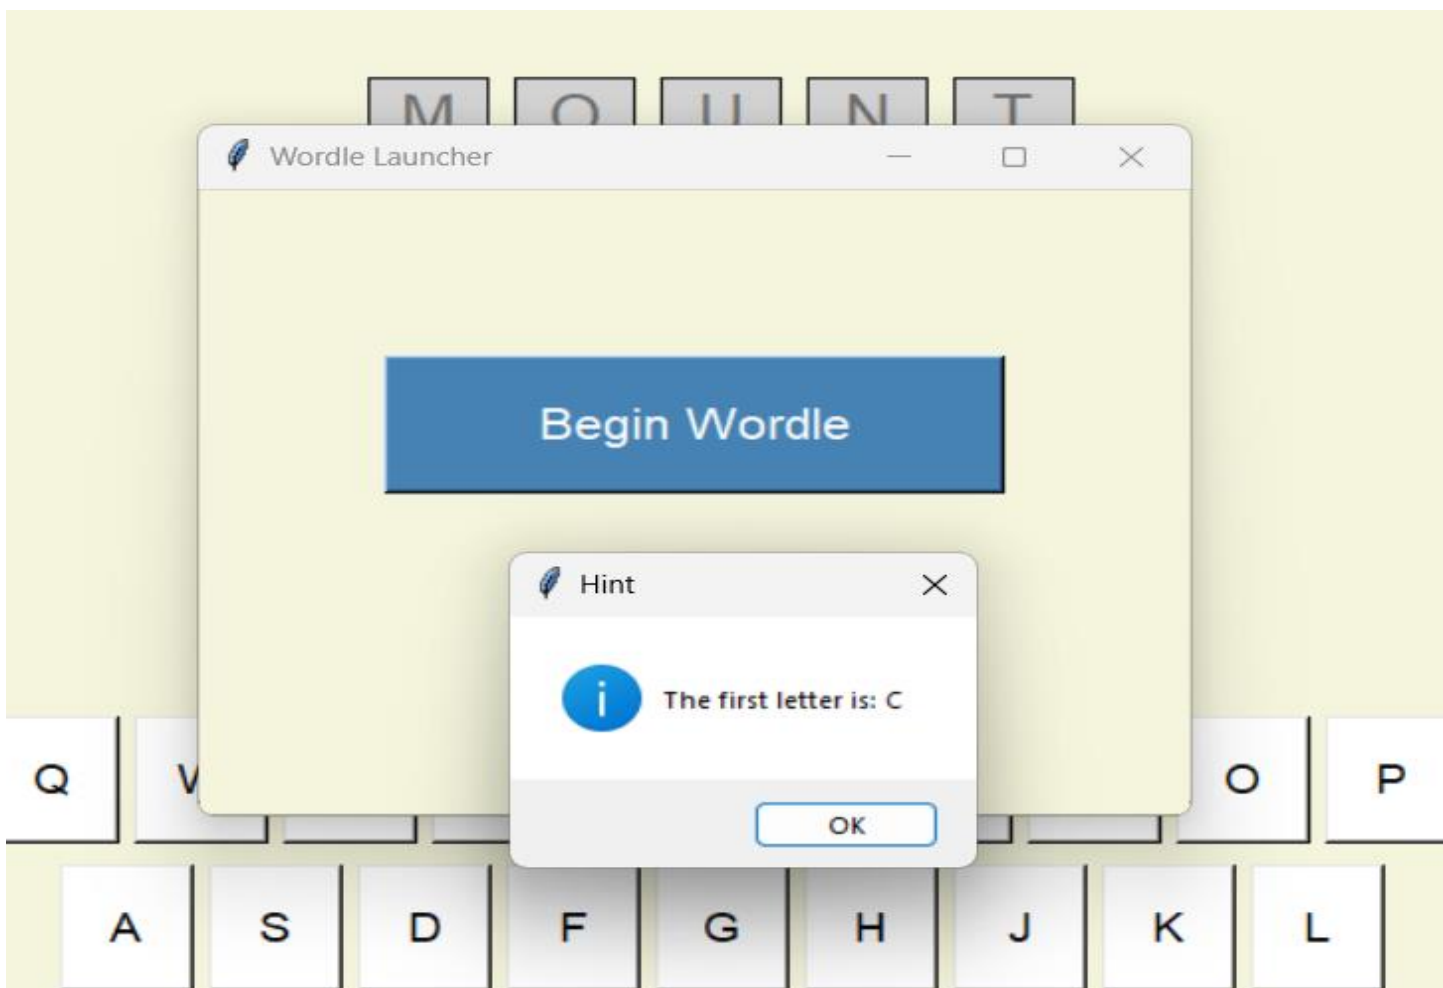 M O U N T
Wordle Launcher
Begin Wordle
Hint
The first letter is: C
OK
Q W O P
A S D F G H J K L